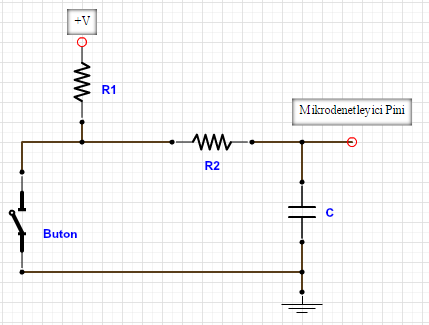 +V
R1
Mikrodenetleyici Pini
R2
C
Buton